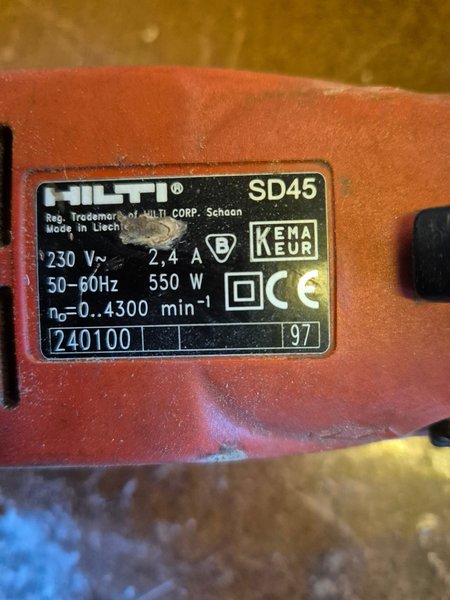 HILTI® SD45
Reg. Trademark of HILTI CORP. Schaan
Made in
230 V~ 2,4 A
50-60Hz 550 W
n₀=0..4300 min⁻¹
B
KEMA
KEUR
CE
240100 97